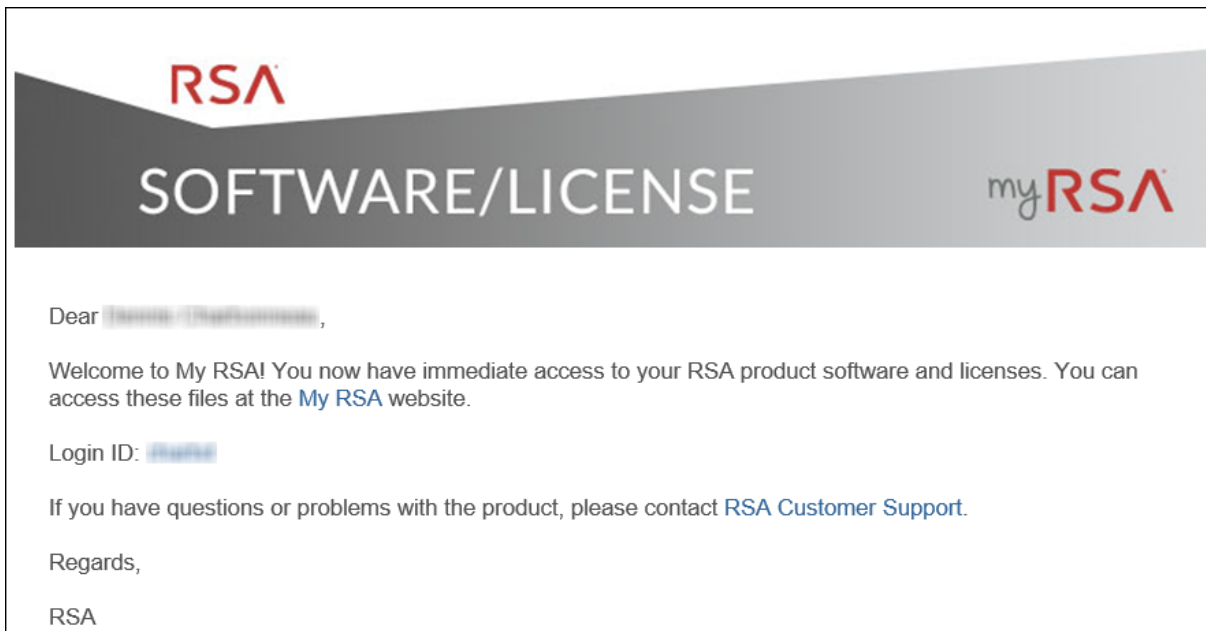 RSA
SOFTWARE/LICENSE
myRSA
Dear ,
Welcome to My RSA! You now have immediate access to your RSA product software and licenses. You can
access these files at the My RSA website.
Login ID:
If you have questions or problems with the product, please contact RSA Customer Support.
Regards,
RSA